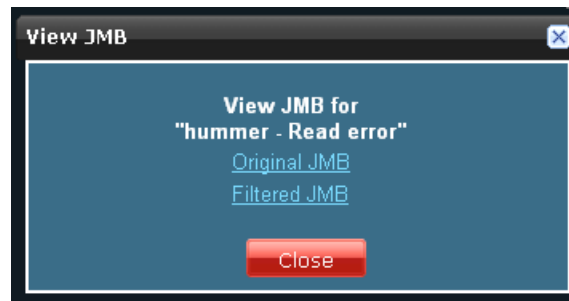 View JMB
View JMB for
"hummer - Read error"
Original JMB
Filtered JMB
Close